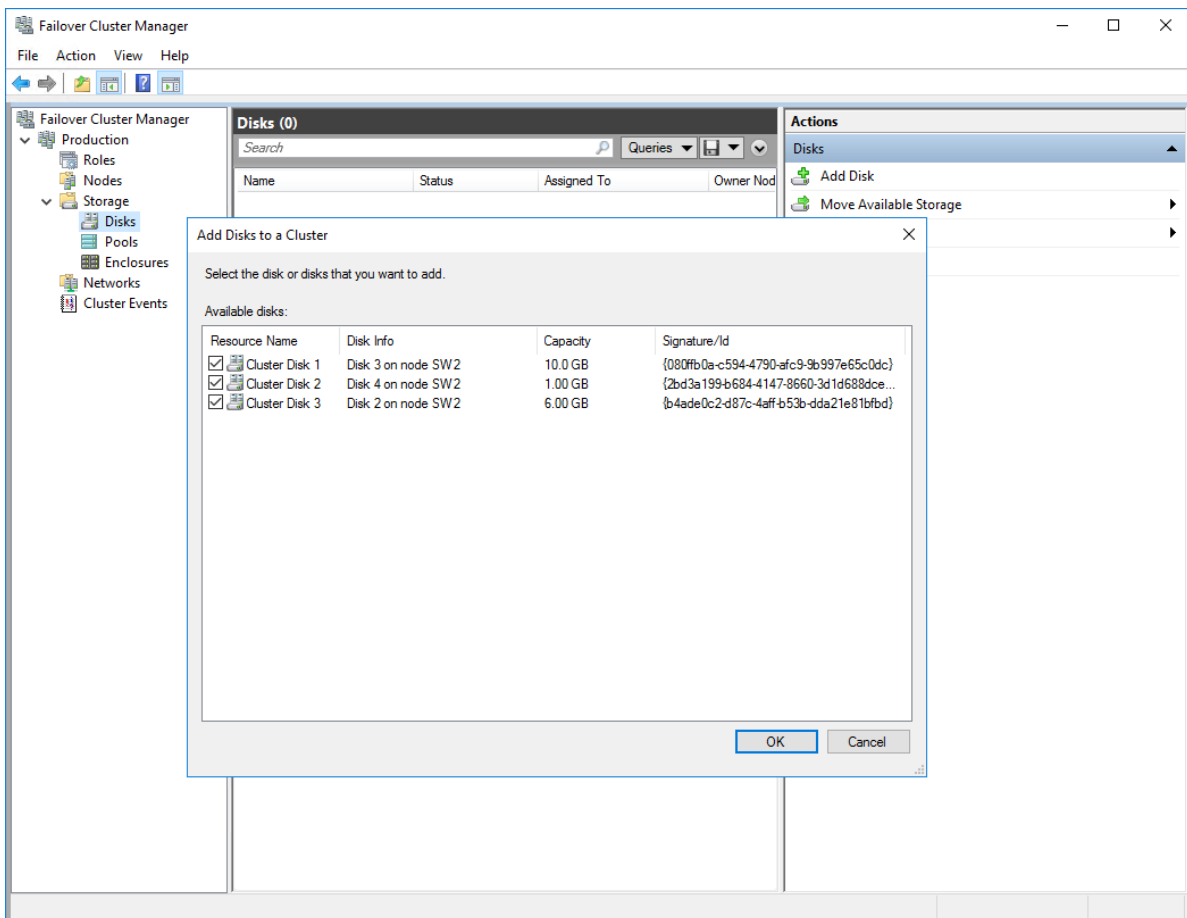 Failover Cluster Manager
File Action View Help
Failover Cluster Manager
Production
Roles
Nodes
Storage
Disks
Pools
Enclosures
Networks
Cluster Events
Disks (0)
Search
Queries
Name Status Assigned To Owner Nod
Actions
Disks
Add Disk
Move Available Storage
Add Disks to a Cluster
Select the disk or disks that you want to add.
Available disks:
Resource Name Disk Info Capacity Signature/Id
Cluster Disk 1 Disk 3 on node SW2 10.0 GB {080ffb0a-c594-4790-afc9-9b997e65c0dc}
Cluster Disk 2 Disk 4 on node SW2 1.00 GB {2bd3a199-b684-4147-8660-3d1d688dce...
Cluster Disk 3 Disk 2 on node SW2 6.00 GB {b4ade0c2-d87c-4aff-b53b-dda21e81bfbd}
OK Cancel